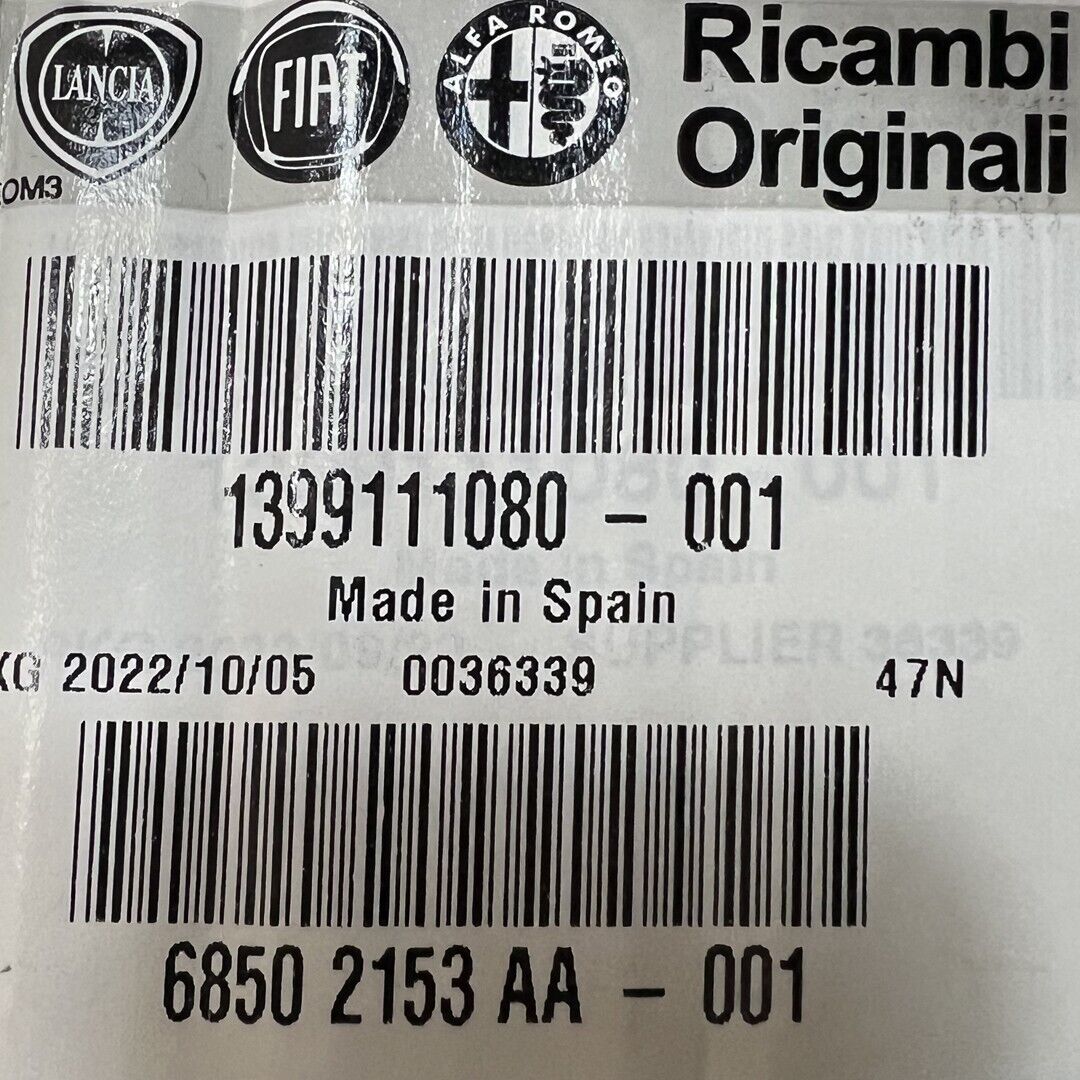 LANCIA FIAT ALFA ROMEO Ricambi
Originali
OM3
1399111080 – 001
Made in Spain
KG 2022/10/05 0036339 47N
6850 2153 AA – 001